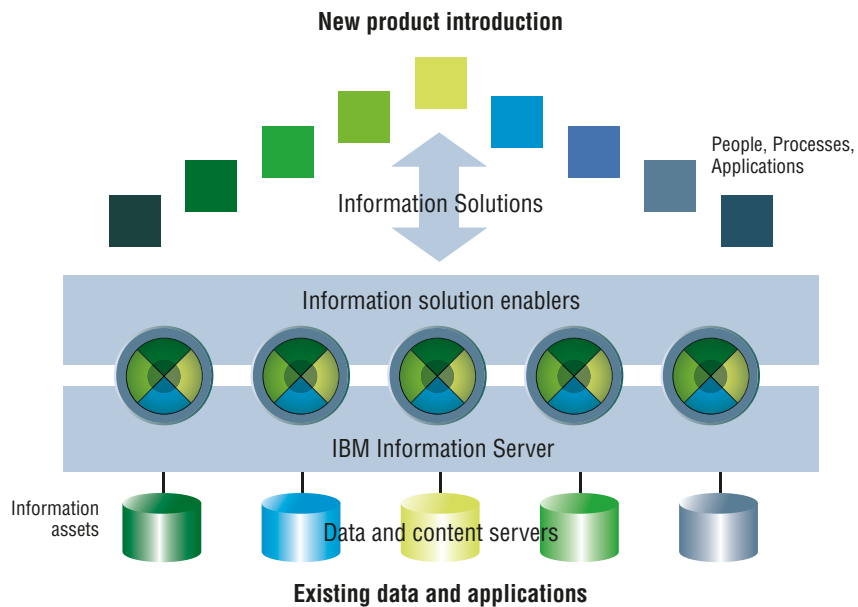 New product introduction
People, Processes,
Applications
Information Solutions
Information solution enablers
IBM Information Server
Information
assets
Data and content servers
Existing data and applications